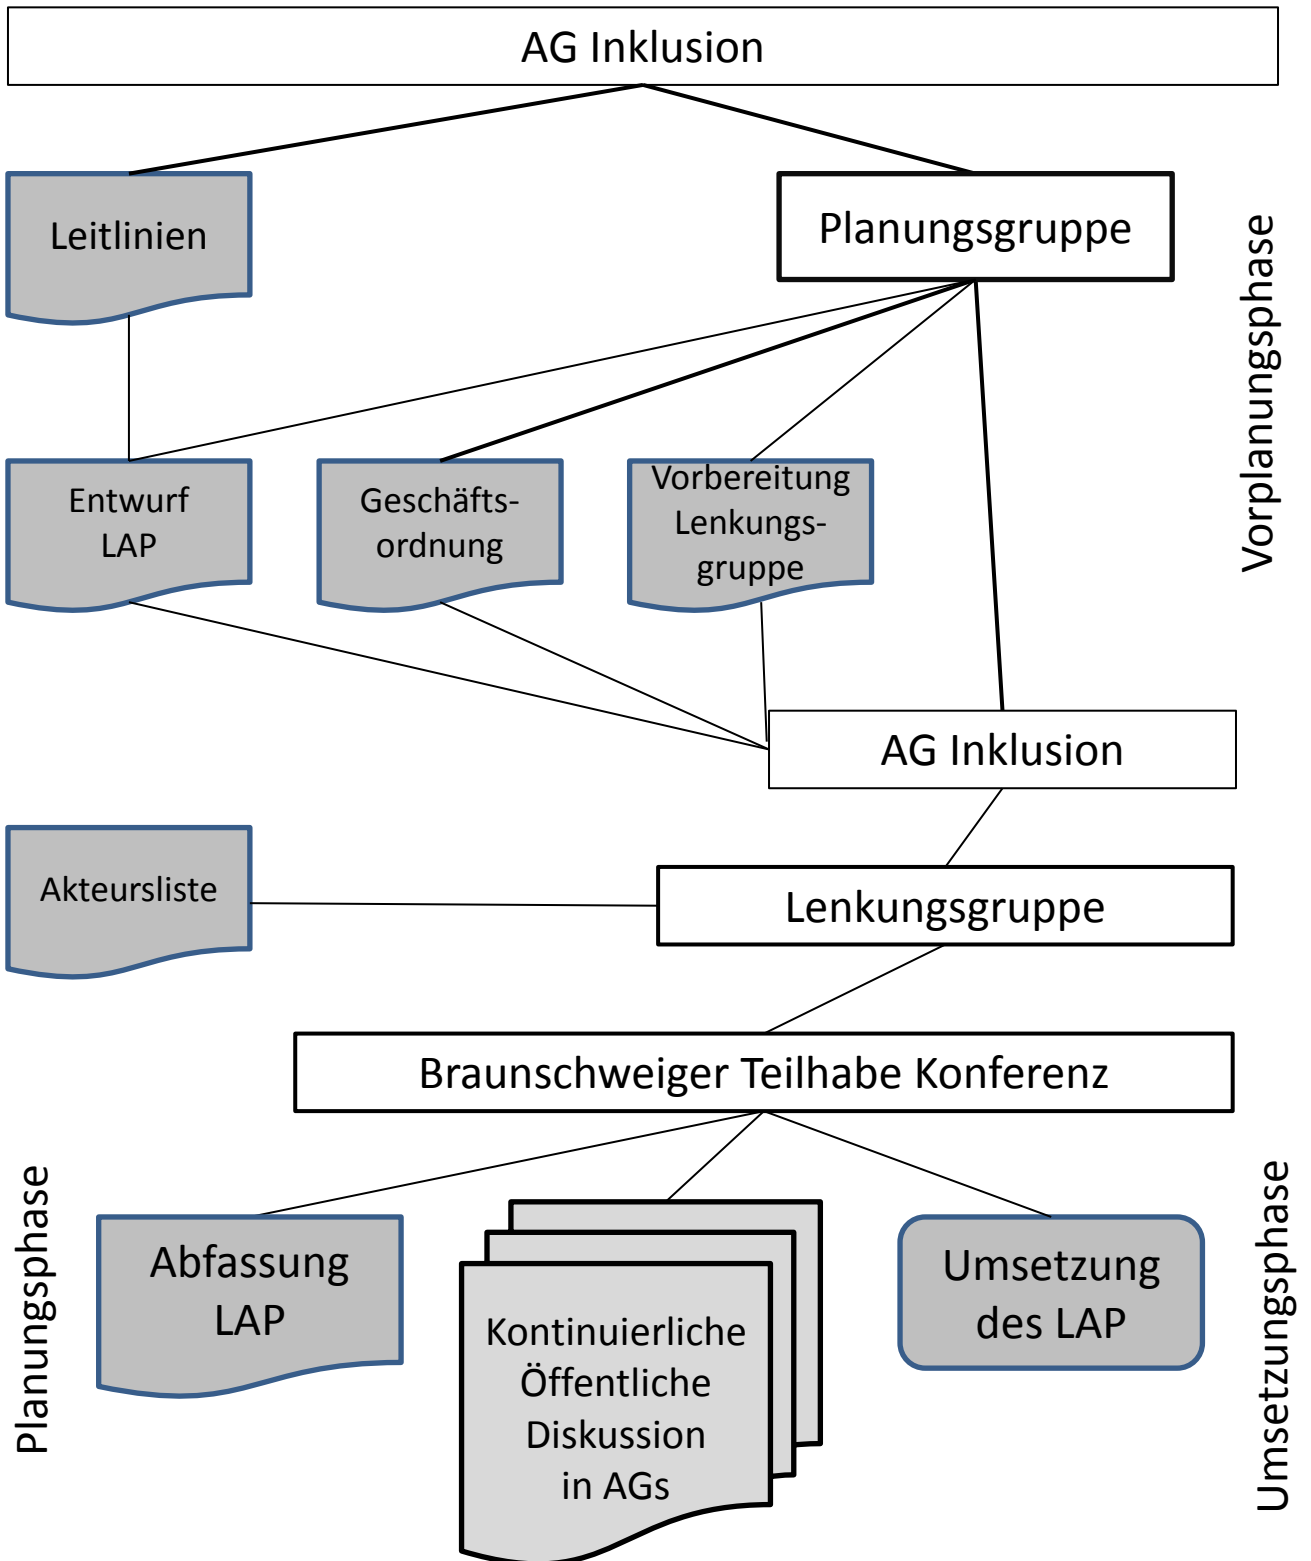 AG Inklusion
Leitlinien
Planungsgruppe
Vorplanungsphase
Entwurf
LAP
Geschäfts-
ordnung
Vorbereitung
Lenkungs-
gruppe
AG Inklusion
Akteursliste
Lenkungsgruppe
Braunschweiger Teilhabe Konferenz
Planungsphase
Abfassung
LAP
Kontinuierliche
Öffentliche
Diskussion
in AGs
Umsetzung
des LAP
Umsetzungsphase